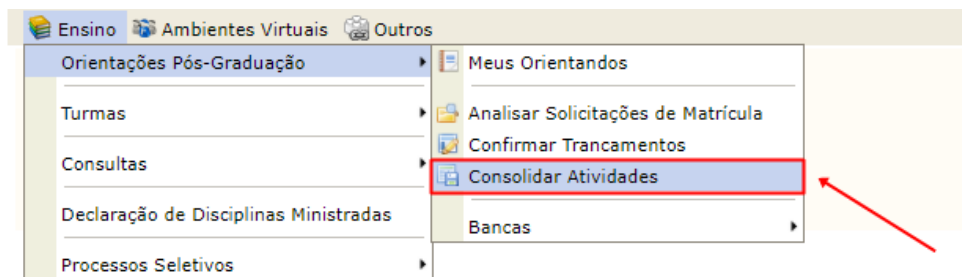 Ensino Ambientes Virtuais Outros
Orientações Pós-Graduação
Turmas
Consultas
Declaração de Disciplinas Ministradas
Processos Seletivos
Meus Orientandos
Analisar Solicitações de Matrícula
Confirmar Trancamentos
Consolidar Atividades
Bancas